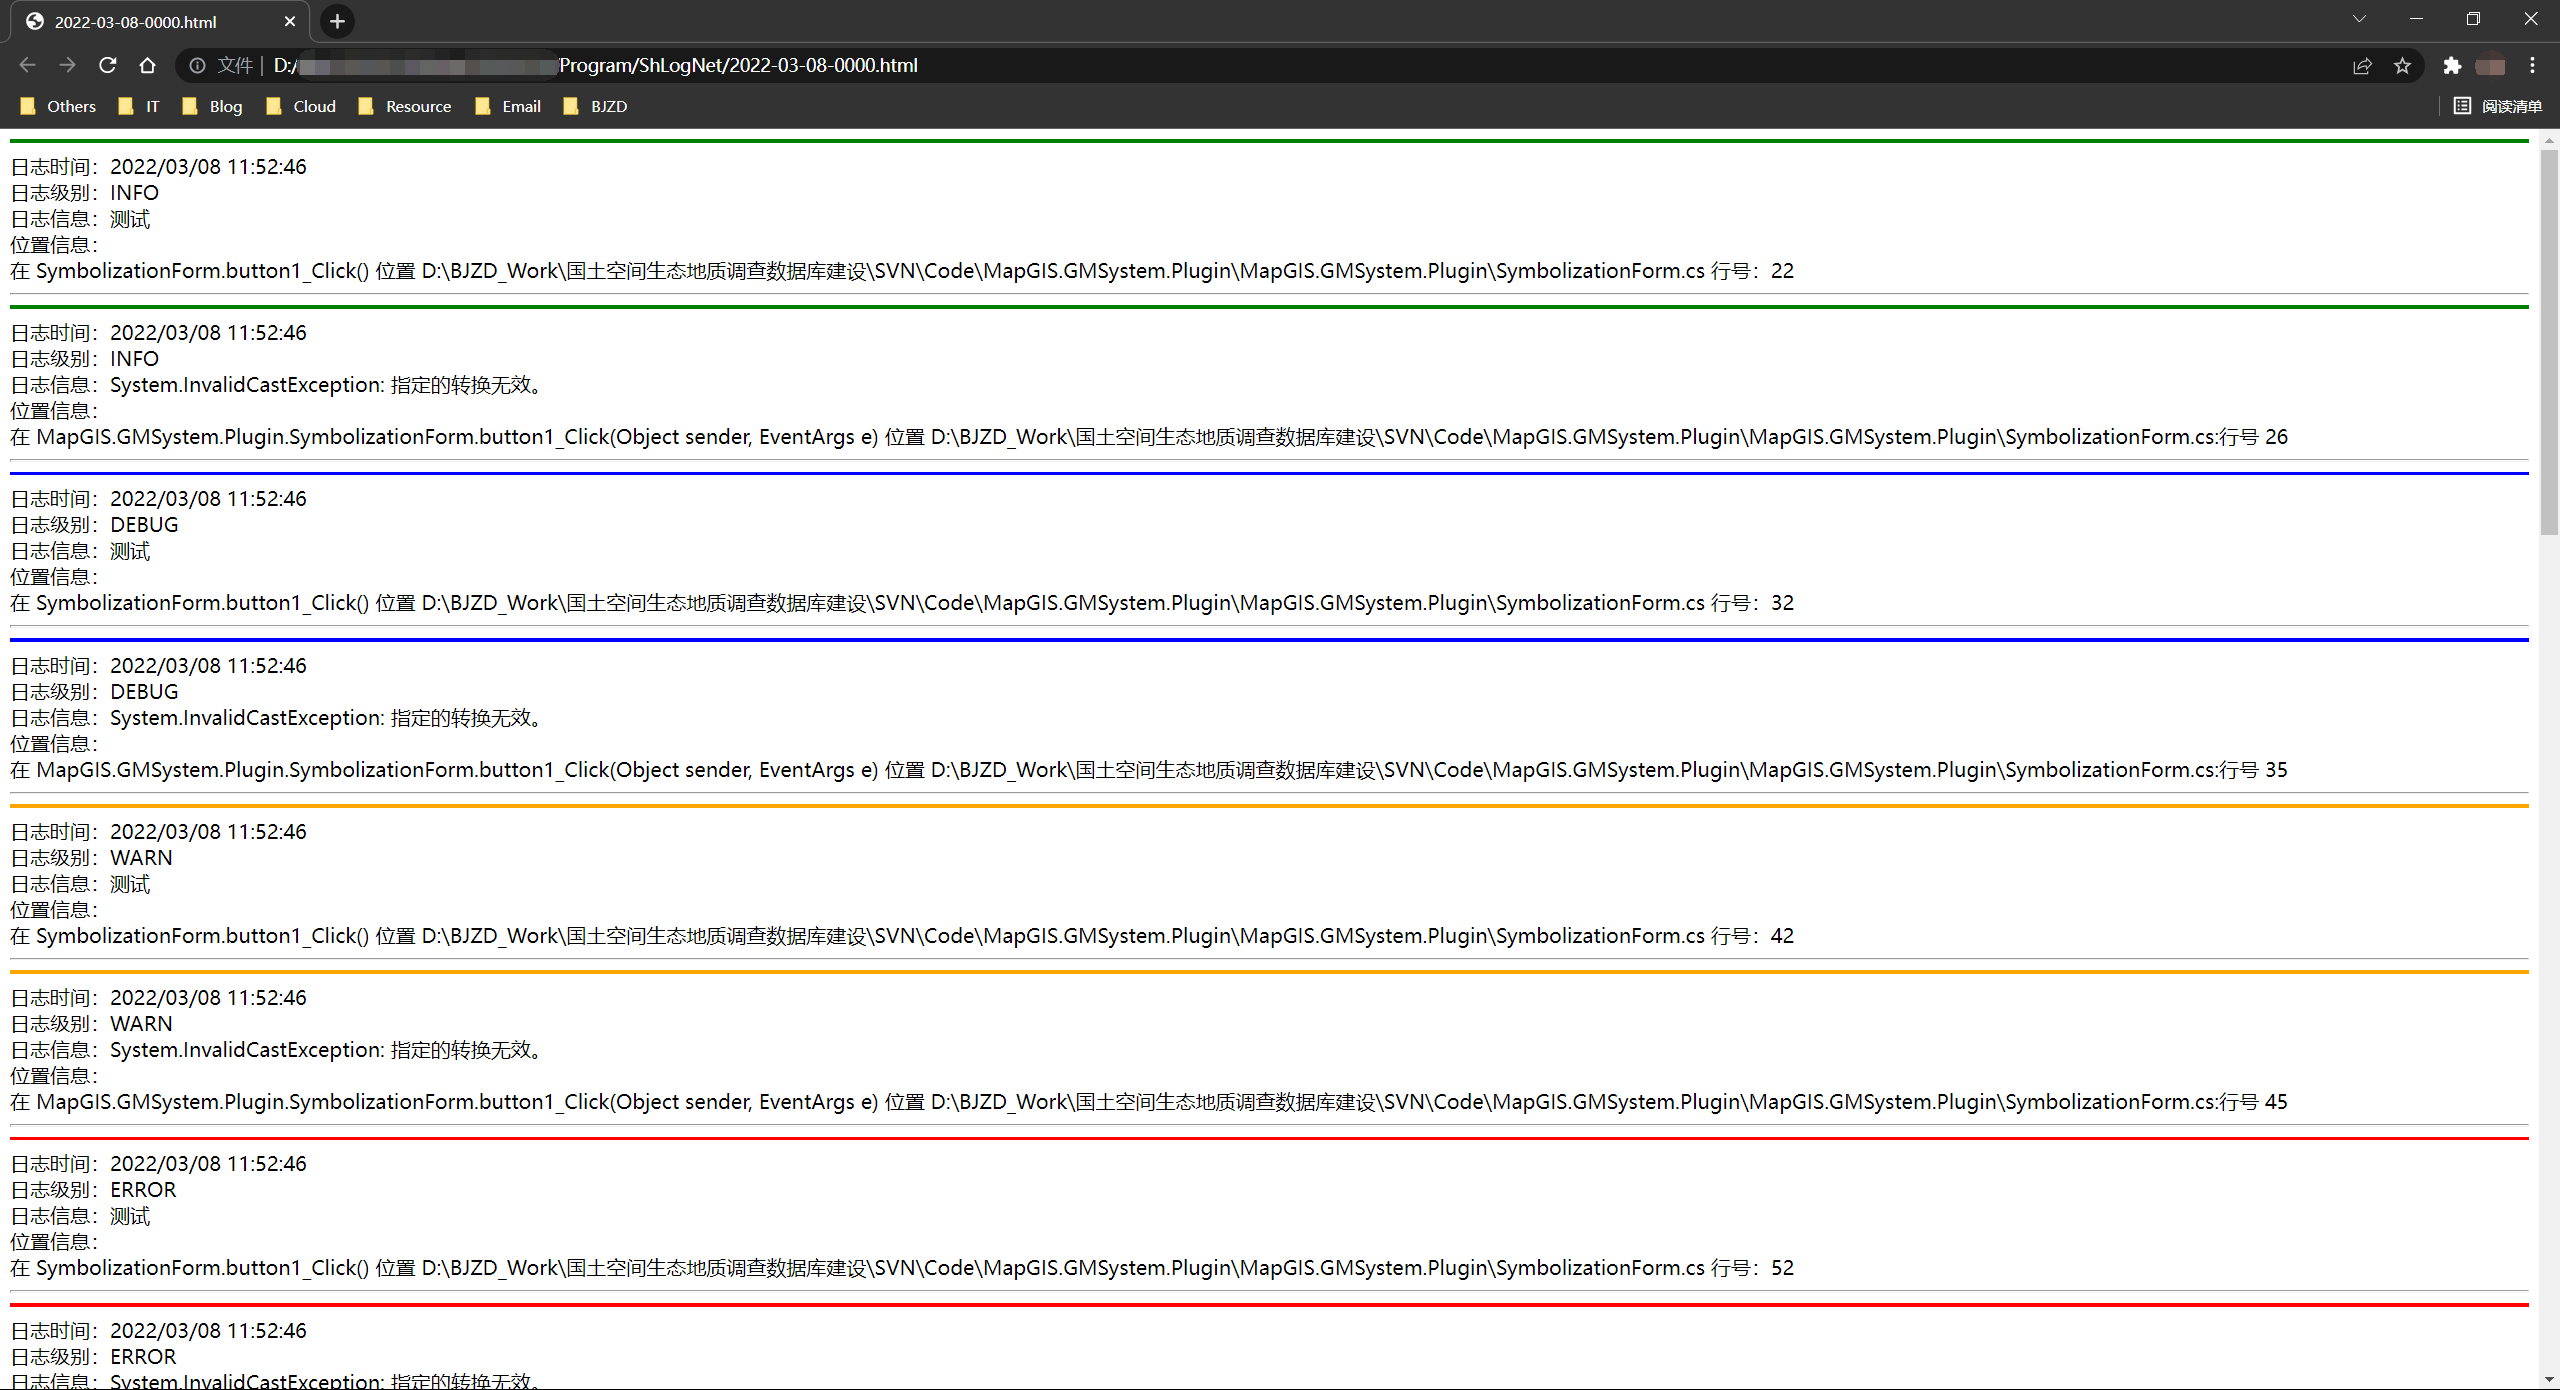 2022-03-08-0000.html
文件 | D:/
Program/ShLogNet/2022-03-08-0000.html
Others IT Blog Cloud Resource Email BJZD 阅读清单
日志时间：2022/03/08 11:52:46
日志级别：INFO
日志信息：测试
位置信息：
在 SymbolizationForm.button1_Click() 位置 D:\BJZD_Work\国土空间生态地质调查数据库建设\SVN\Code\MapGIS.GMSystem.Plugin\MapGIS.GMSystem.Plugin\SymbolizationForm.cs 行号：22
日志时间：2022/03/08 11:52:46
日志级别：INFO
日志信息：System.InvalidCastException: 指定的转换无效。
位置信息：
在 MapGIS.GMSystem.Plugin.SymbolizationForm.button1_Click(Object sender, EventArgs e) 位置 D:\BJZD_Work\国土空间生态地质调查数据库建设\SVN\Code\MapGIS.GMSystem.Plugin\MapGIS.GMSystem.Plugin\SymbolizationForm.cs:行号 26
日志时间：2022/03/08 11:52:46
日志级别：DEBUG
日志信息：测试
位置信息：
在 SymbolizationForm.button1_Click() 位置 D:\BJZD_Work\国土空间生态地质调查数据库建设\SVN\Code\MapGIS.GMSystem.Plugin\MapGIS.GMSystem.Plugin\SymbolizationForm.cs 行号：32
日志时间：2022/03/08 11:52:46
日志级别：DEBUG
日志信息：System.InvalidCastException: 指定的转换无效。
位置信息：
在 MapGIS.GMSystem.Plugin.SymbolizationForm.button1_Click(Object sender, EventArgs e) 位置 D:\BJZD_Work\国土空间生态地质调查数据库建设\SVN\Code\MapGIS.GMSystem.Plugin\MapGIS.GMSystem.Plugin\SymbolizationForm.cs:行号 35
日志时间：2022/03/08 11:52:46
日志级别：WARN
日志信息：测试
位置信息：
在 SymbolizationForm.button1_Click() 位置 D:\BJZD_Work\国土空间生态地质调查数据库建设\SVN\Code\MapGIS.GMSystem.Plugin\MapGIS.GMSystem.Plugin\SymbolizationForm.cs 行号：42
日志时间：2022/03/08 11:52:46
日志级别：WARN
日志信息：System.InvalidCastException: 指定的转换无效。
位置信息：
在 MapGIS.GMSystem.Plugin.SymbolizationForm.button1_Click(Object sender, EventArgs e) 位置 D:\BJZD_Work\国土空间生态地质调查数据库建设\SVN\Code\MapGIS.GMSystem.Plugin\MapGIS.GMSystem.Plugin\SymbolizationForm.cs:行号 45
日志时间：2022/03/08 11:52:46
日志级别：ERROR
日志信息：测试
位置信息：
在 SymbolizationForm.button1_Click() 位置 D:\BJZD_Work\国土空间生态地质调查数据库建设\SVN\Code\MapGIS.GMSystem.Plugin\MapGIS.GMSystem.Plugin\SymbolizationForm.cs 行号：52
日志时间：2022/03/08 11:52:46
日志级别：ERROR
日志信息：System.InvalidCastException: 指定的转换无效。